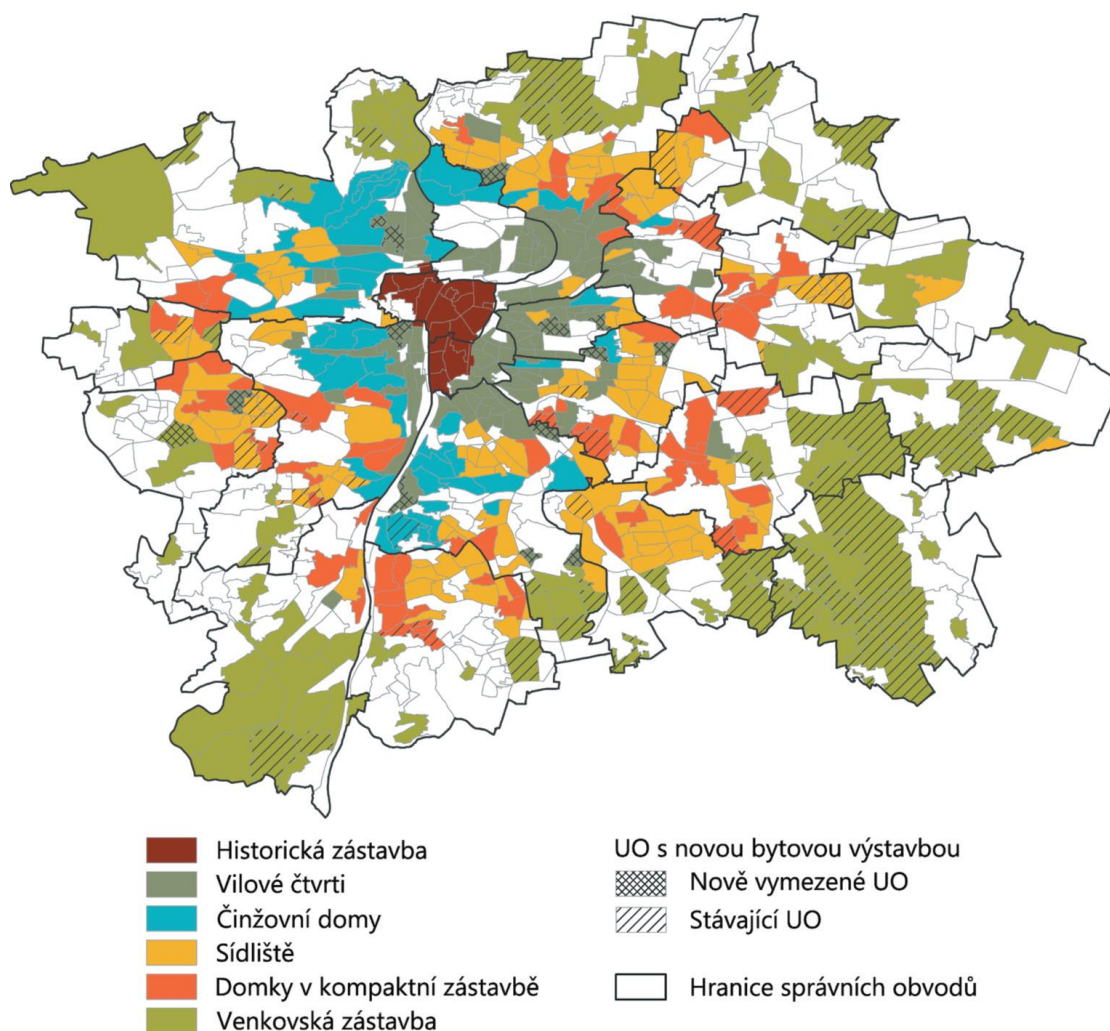 Historická zástavba
Vilové čtvrti
Činžovní domy
Sídliště
Domky v kompaktní zástavbě
Venkovská zástavba
UO s novou bytovou výstavbou
Nově vymezené UO
Stávající UO
Hranice správních obvodů